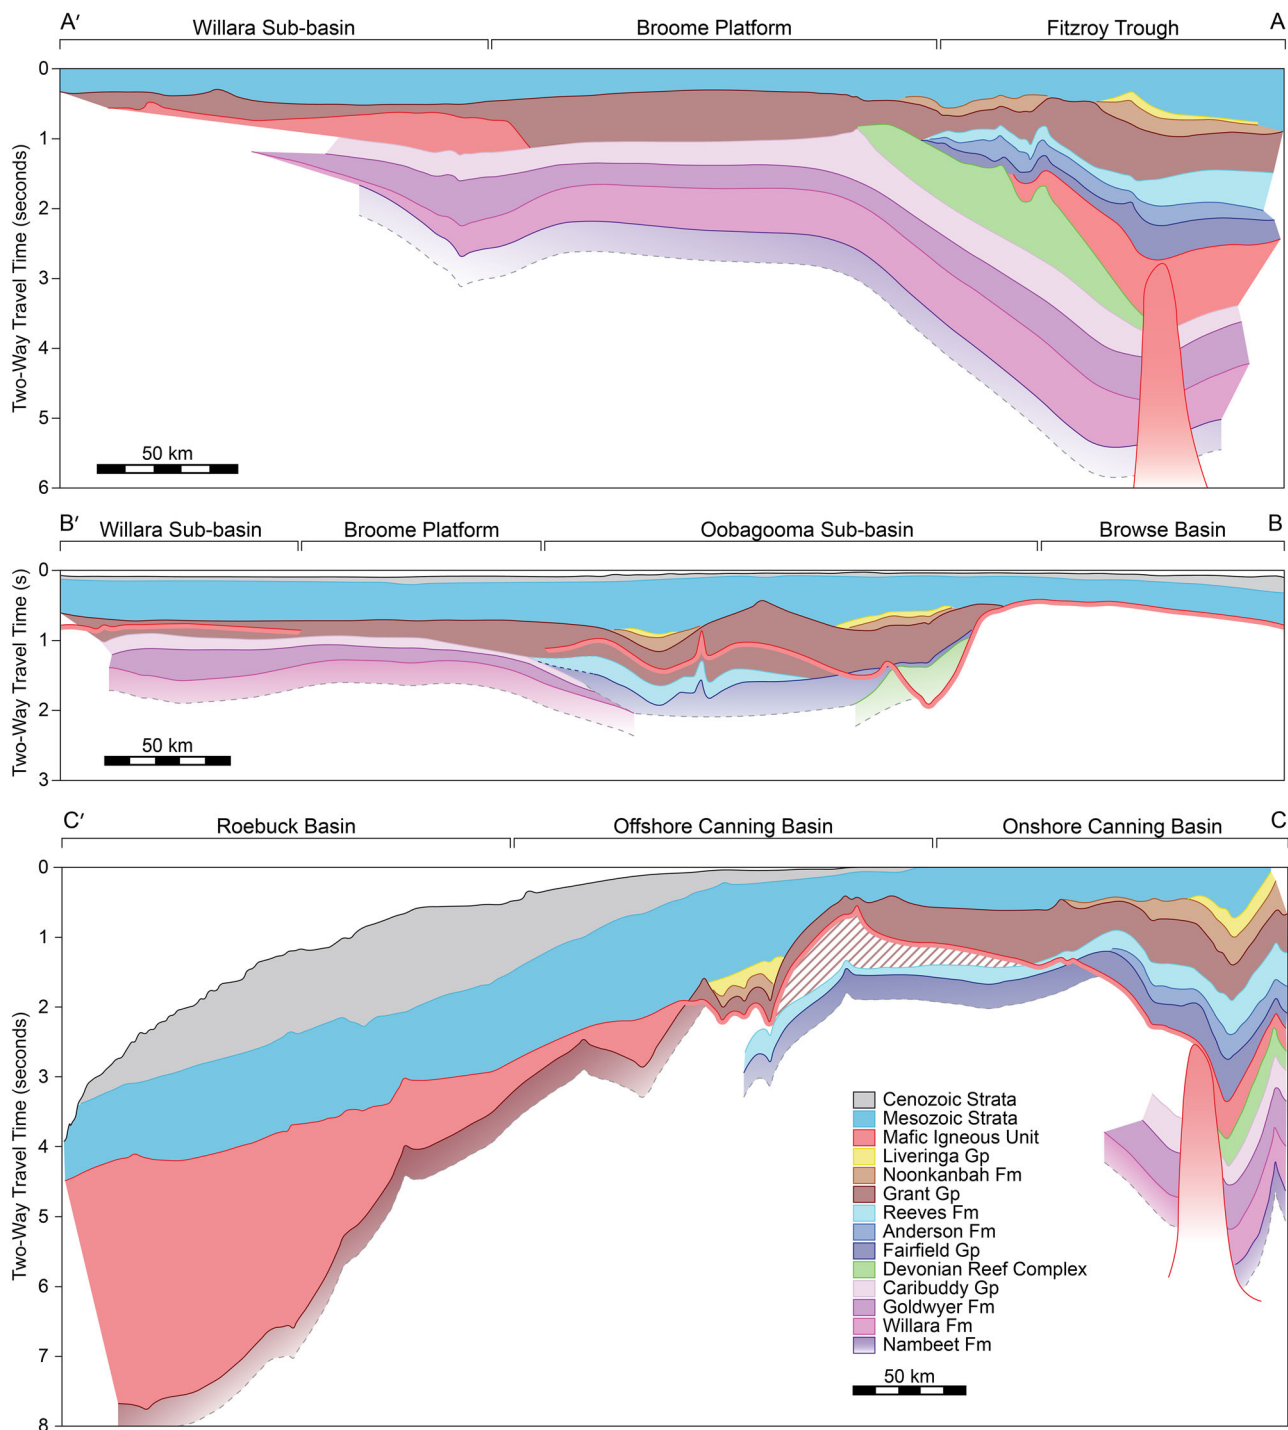 A′ A
Willara Sub-basin Broome Platform Fitzroy Trough
0
1
2
3
4
5
6
Two-Way Travel Time (seconds)
50 km
B′ B
Willara Sub-basin Broome Platform Oobagooma Sub-basin Browse Basin
0
1
2
3
Two-Way Travel Time (s)
50 km
C′ C
Roebuck Basin Offshore Canning Basin Onshore Canning Basin
0
1
2
3
4
5
6
7
8
Two-Way Travel Time (seconds)
Cenozoic Strata
Mesozoic Strata
Mafic Igneous Unit
Liveringa Gp
Noonkanbah Fm
Grant Gp
Reeves Fm
Anderson Fm
Fairfield Gp
Devonian Reef Complex
Caribuddy Gp
Goldwyer Fm
Willara Fm
Nambeet Fm
50 km